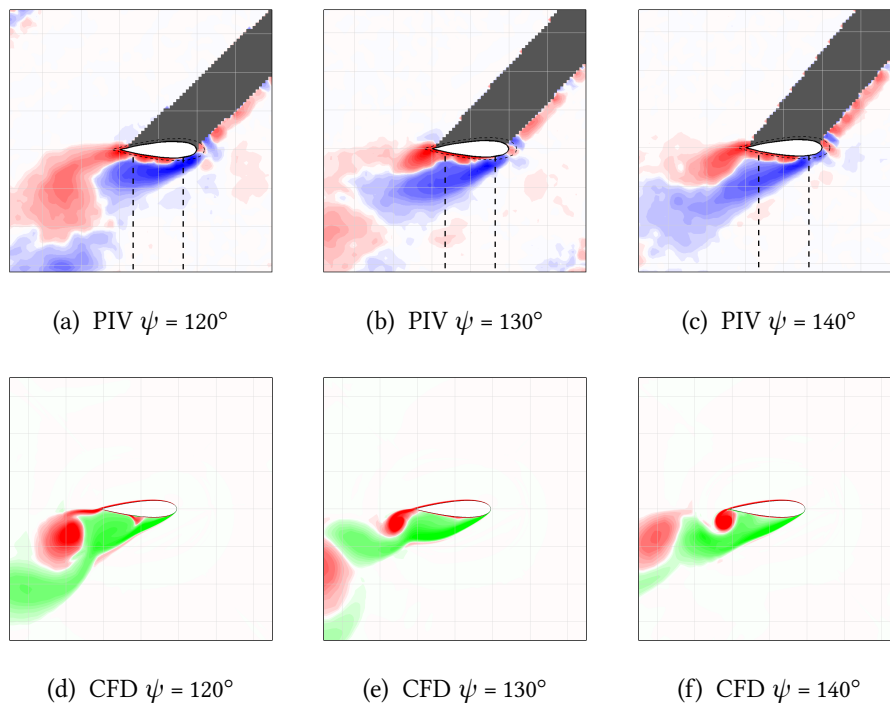 (a) PIV ψ = 120°
(b) PIV ψ = 130°
(c) PIV ψ = 140°
(d) CFD ψ = 120°
(e) CFD ψ = 130°
(f) CFD ψ = 140°